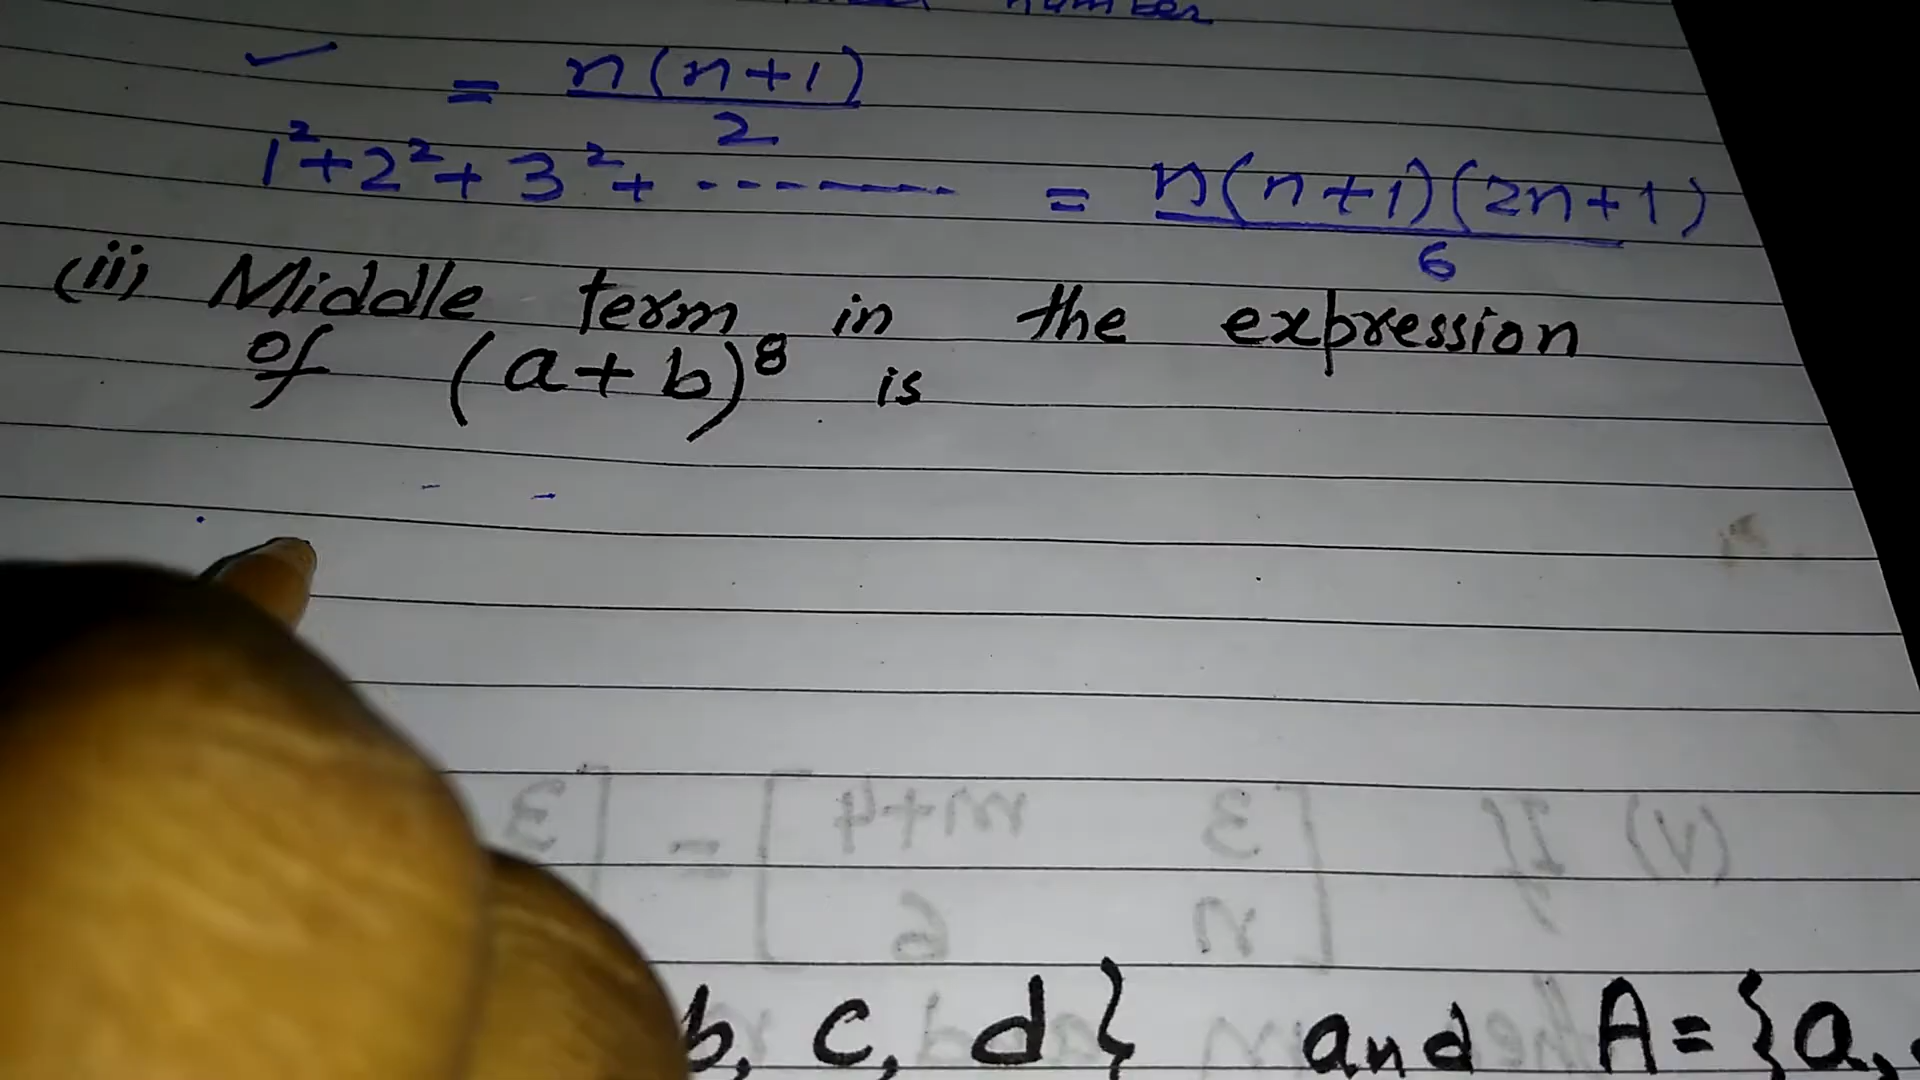 number
= n(n+1)/2
1²+2²+3²+ -------- = n(n+1)(2n+1)/6
(ii) Middle term in the expression
of (a+b)⁸ is
b, c, d} and A={a,